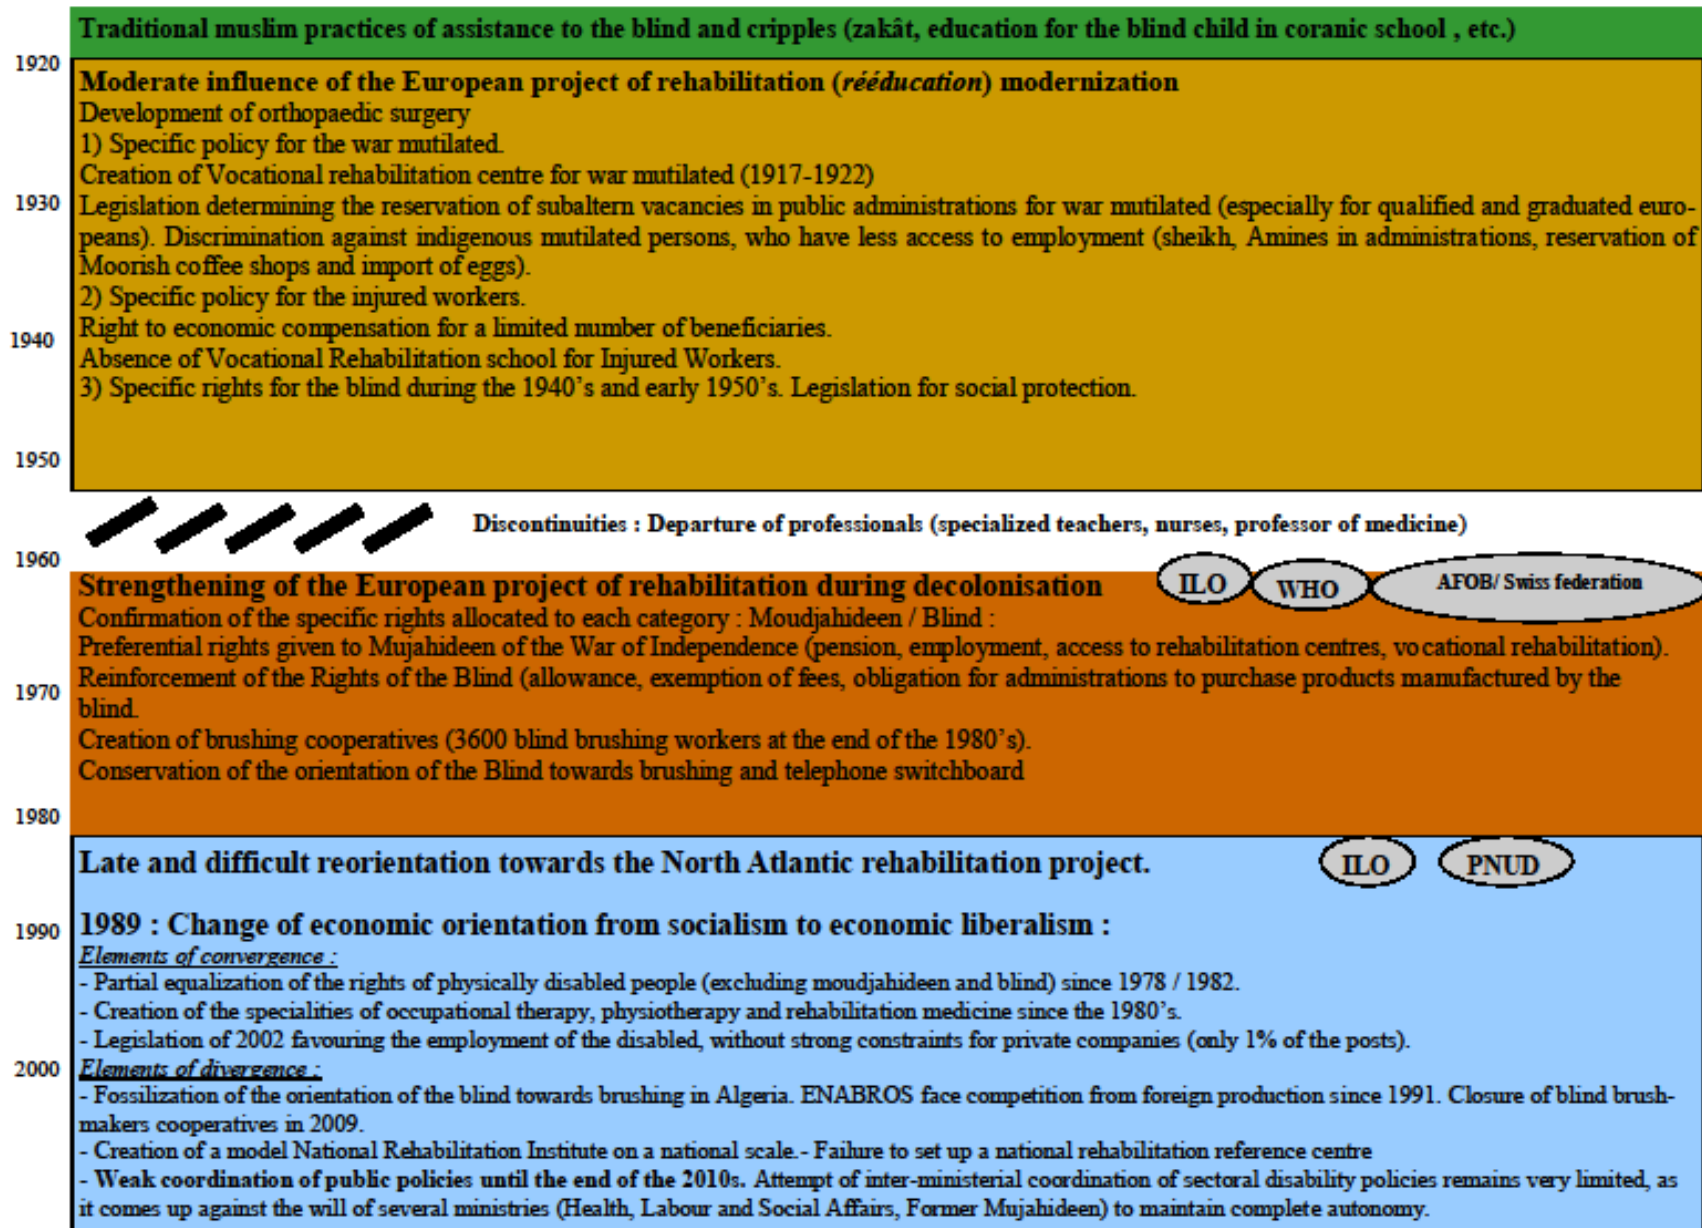 Traditional muslim practices of assistance to the blind and cripples (zakât, education for the blind child in coranic school , etc.)
1920
Moderate influence of the European project of rehabilitation (rééducation) modernization
Development of orthopaedic surgery
1) Specific policy for the war mutilated.
Creation of Vocational rehabilitation centre for war mutilated (1917-1922)
1930
Legislation determining the reservation of subaltern vacancies in public administrations for war mutilated (especially for qualified and graduated euro-
peans). Discrimination against indigenous mutilated persons, who have less access to employment (sheikh, Amines in administrations, reservation of
Moorish coffee shops and import of eggs).
2) Specific policy for the injured workers.
Right to economic compensation for a limited number of beneficiaries.
1940
Absence of Vocational Rehabilitation school for Injured Workers.
3) Specific rights for the blind during the 1940's and early 1950's. Legislation for social protection.
1950
Discontinuities : Departure of professionals (specialized teachers, nurses, professor of medicine)
1960
Strengthening of the European project of rehabilitation during decolonisation
ILO
WHO
AFOB/ Swiss federation
Confirmation of the specific rights allocated to each category : Moudjahideen / Blind :
Preferential rights given to Mujahideen of the War of Independence (pension, employment, access to rehabilitation centres, vocational rehabilitation).
Reinforcement of the Rights of the Blind (allowance, exemption of fees, obligation for administrations to purchase products manufactured by the
1970
blind.
Creation of brushing cooperatives (3600 blind brushing workers at the end of the 1980's).
Conservation of the orientation of the Blind towards brushing and telephone switchboard
1980
Late and difficult reorientation towards the North Atlantic rehabilitation project.
ILO
PNUD
1990
1989 : Change of economic orientation from socialism to economic liberalism :
Elements of convergence :
- Partial equalization of the rights of physically disabled people (excluding moudjahideen and blind) since 1978 / 1982.
- Creation of the specialities of occupational therapy, physiotherapy and rehabilitation medicine since the 1980's.
- Legislation of 2002 favouring the employment of the disabled, without strong constraints for private companies (only 1% of the posts).
2000
Elements of divergence :
- Fossilization of the orientation of the blind towards brushing in Algeria. ENABROS face competition from foreign production since 1991. Closure of blind brush-
makers cooperatives in 2009.
- Creation of a model National Rehabilitation Institute on a national scale.- Failure to set up a national rehabilitation reference centre
- Weak coordination of public policies until the end of the 2010s. Attempt of inter-ministerial coordination of sectoral disability policies remains very limited, as
it comes up against the will of several ministries (Health, Labour and Social Affairs, Former Mujahideen) to maintain complete autonomy.